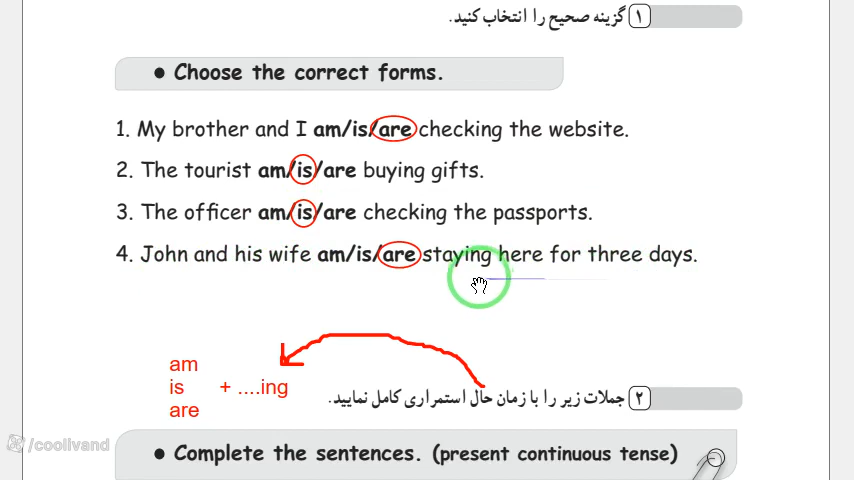 ۱ گزینه صحیح را انتخاب کنید.
• Choose the correct forms.
1. My brother and I am/is/are checking the website.
2. The tourist am/is/are buying gifts.
3. The officer am/is/are checking the passports.
4. John and his wife am/is/are staying here for three days.
am
is + ....ing
are
۲ جملات زیر را با زمان حال استمراری کامل نمایید.
/coolivand
• Complete the sentences. (present continuous tense)